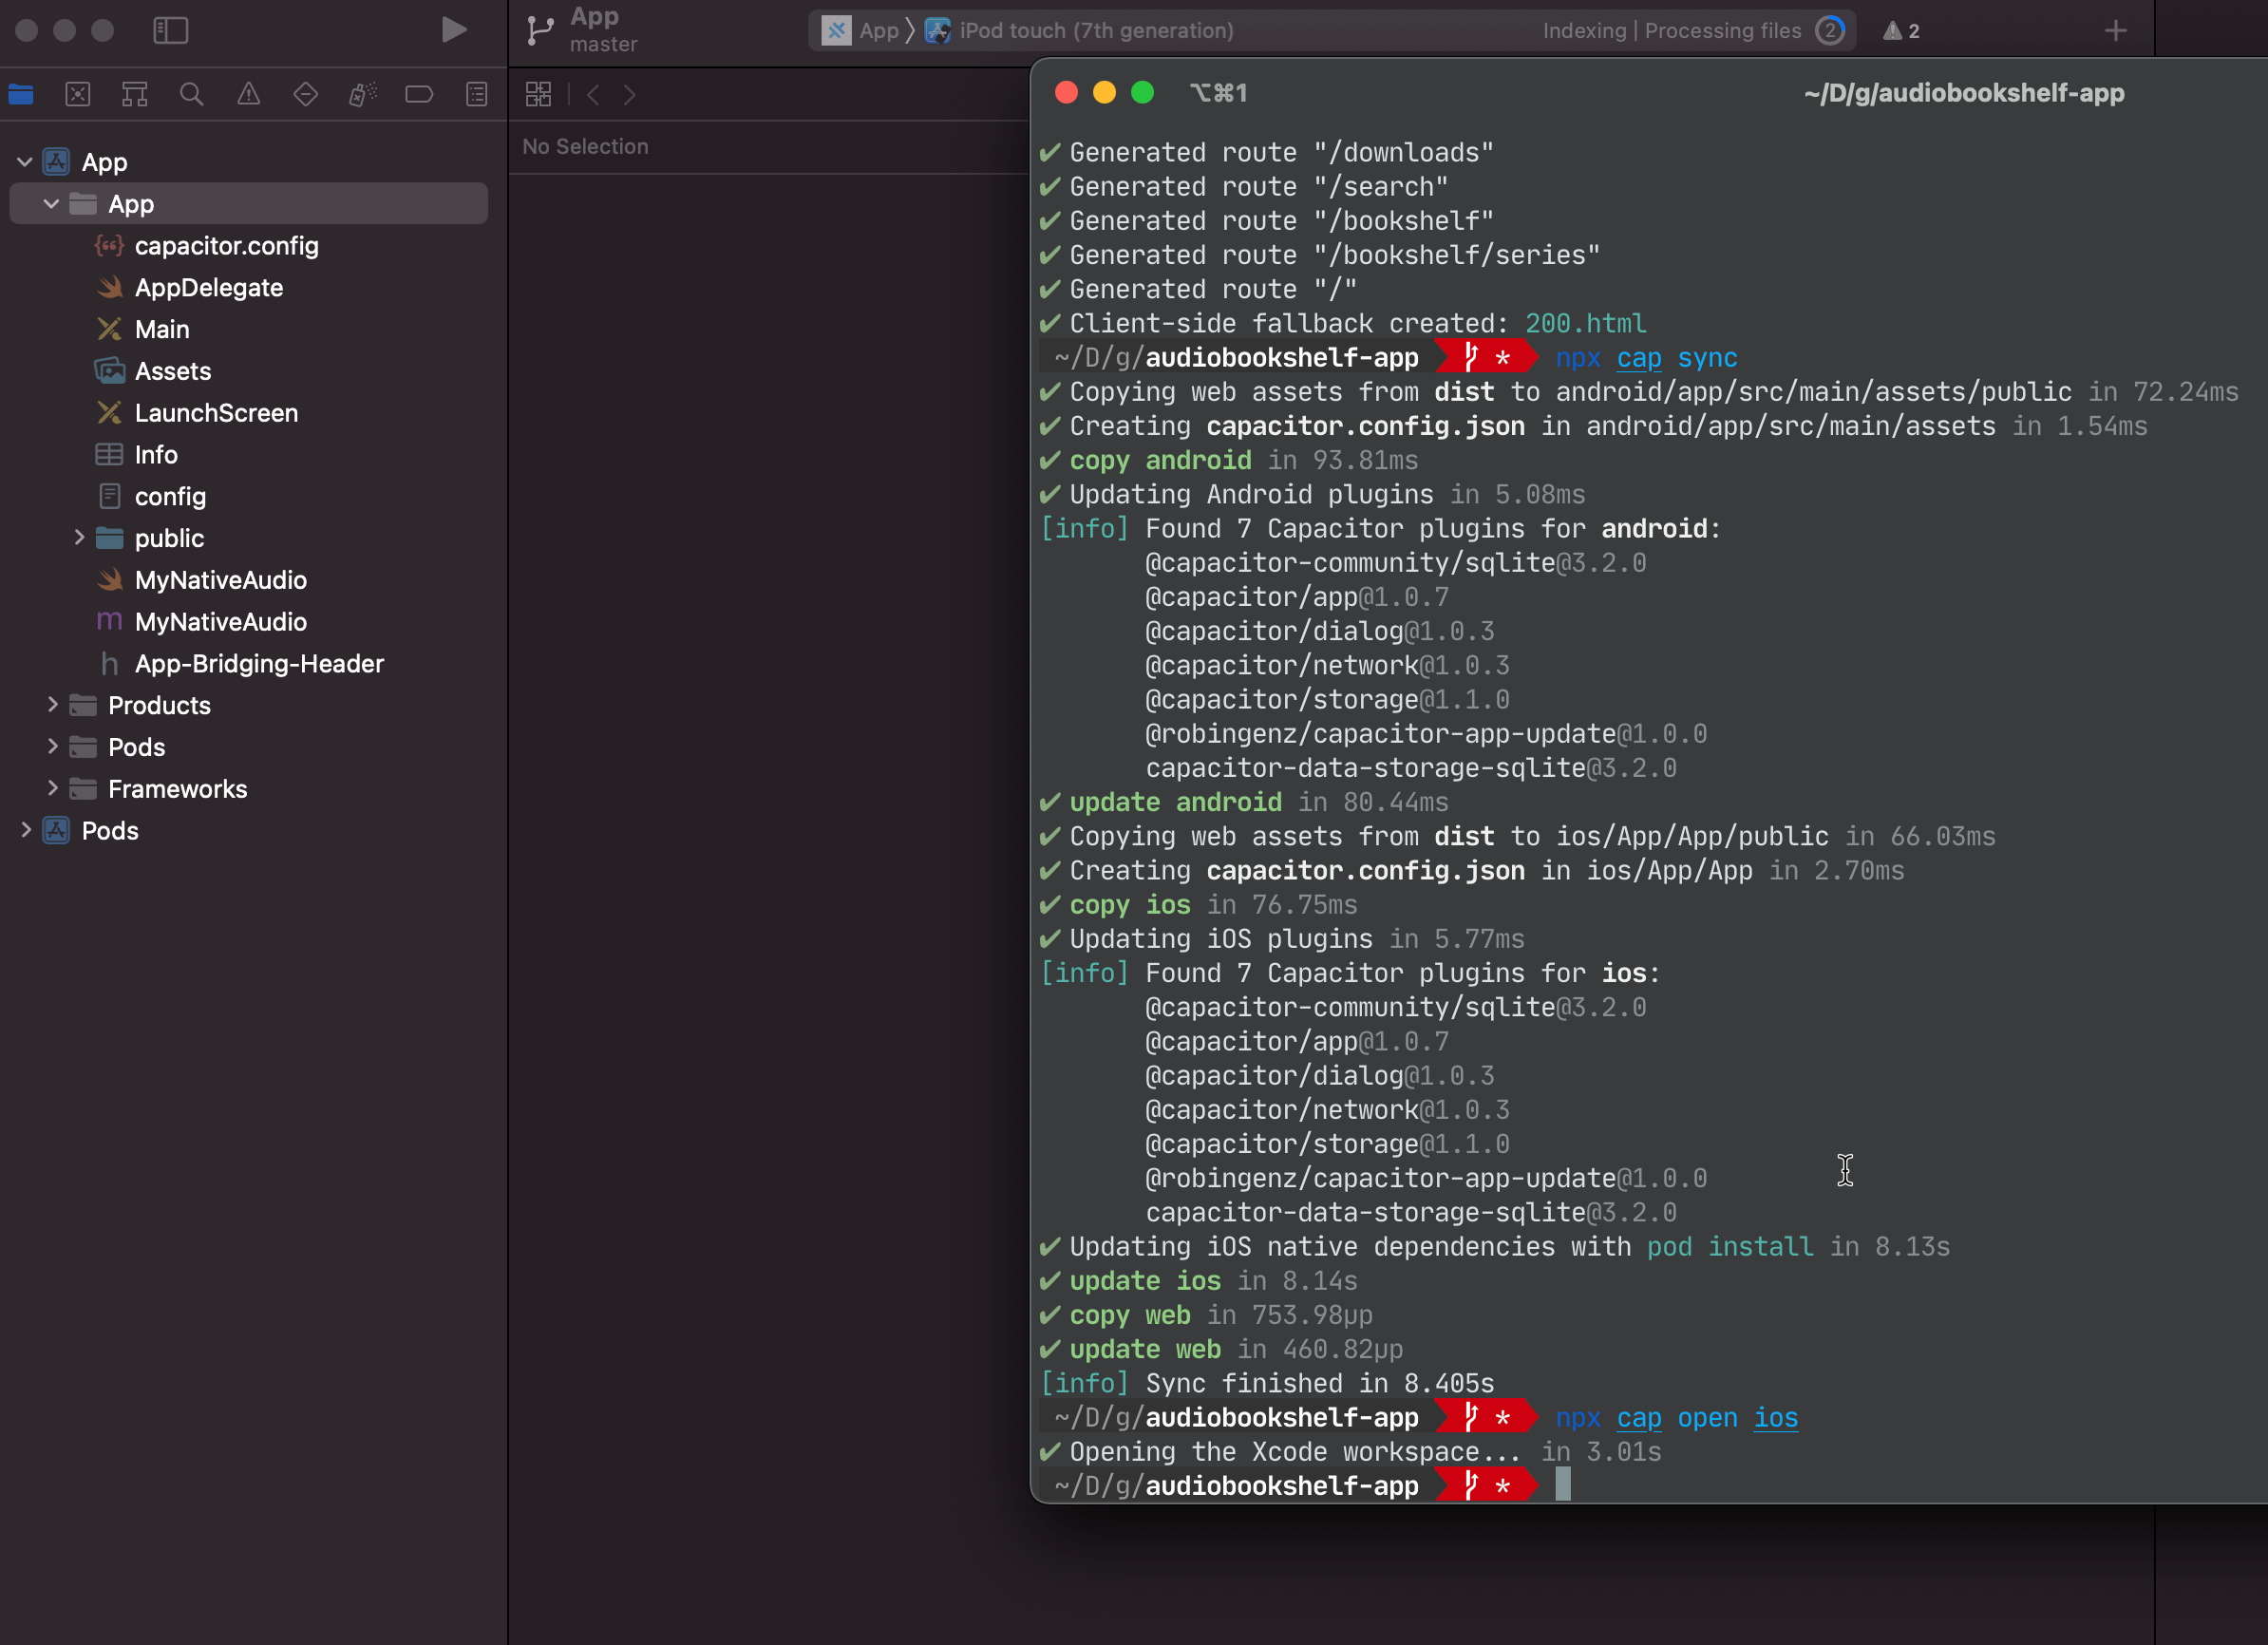 App
master
App
iPod touch (7th generation)
Indexing | Processing files
2
2
No Selection
App
App
capacitor.config
AppDelegate
Main
Assets
LaunchScreen
Info
config
public
MyNativeAudio
m MyNativeAudio
h App-Bridging-Header
Products
Pods
Frameworks
Pods
⌥⌘1
~/D/g/audiobookshelf-app
✔ Generated route "/downloads"
✔ Generated route "/search"
✔ Generated route "/bookshelf"
✔ Generated route "/bookshelf/series"
✔ Generated route "/"
✔ Client-side fallback created: 200.html
~/D/g/audiobookshelf-app * npx cap sync
✔ Copying web assets from dist to android/app/src/main/assets/public in 72.24ms
✔ Creating capacitor.config.json in android/app/src/main/assets in 1.54ms
✔ copy android in 93.81ms
✔ Updating Android plugins in 5.08ms
[info] Found 7 Capacitor plugins for android:
@capacitor-community/sqlite@3.2.0
@capacitor/app@1.0.7
@capacitor/dialog@1.0.3
@capacitor/network@1.0.3
@capacitor/storage@1.1.0
@robingenz/capacitor-app-update@1.0.0
capacitor-data-storage-sqlite@3.2.0
✔ update android in 80.44ms
✔ Copying web assets from dist to ios/App/App/public in 66.03ms
✔ Creating capacitor.config.json in ios/App/App in 2.70ms
✔ copy ios in 76.75ms
✔ Updating iOS plugins in 5.77ms
[info] Found 7 Capacitor plugins for ios:
@capacitor-community/sqlite@3.2.0
@capacitor/app@1.0.7
@capacitor/dialog@1.0.3
@capacitor/network@1.0.3
@capacitor/storage@1.1.0
@robingenz/capacitor-app-update@1.0.0
capacitor-data-storage-sqlite@3.2.0
✔ Updating iOS native dependencies with pod install in 8.13s
✔ update ios in 8.14s
✔ copy web in 753.98μp
✔ update web in 460.82μp
[info] Sync finished in 8.405s
~/D/g/audiobookshelf-app * npx cap open ios
✔ Opening the Xcode workspace... in 3.01s
~/D/g/audiobookshelf-app *